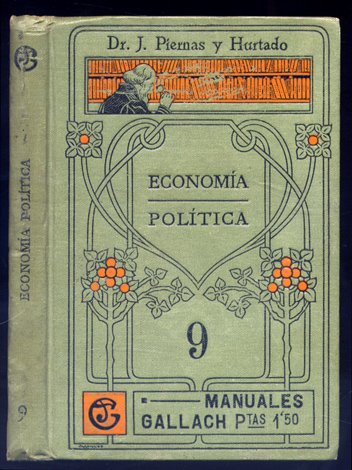 Dr. J. Piernas y Hurtado
ECONOMÍA
POLÍTICA
9
MANUALES
GALLACH PTAS 1'50
ECONOMÍA POLÍTICA
9